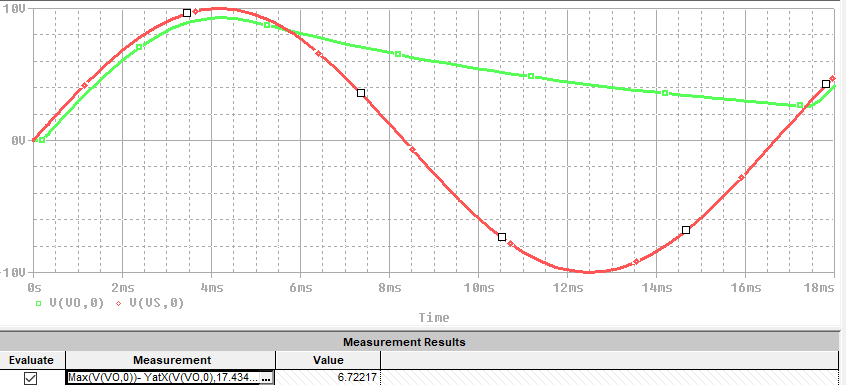 10V
0V
-10V
0s 2ms 4ms 6ms 8ms 10ms 12ms 14ms 16ms 18ms
V(VO,0) V(VS,0)
Time
Measurement Results
Evaluate Measurement Value
Max(V(VO,0))- YatX(V(VO,0),17.434... ... 6.72217